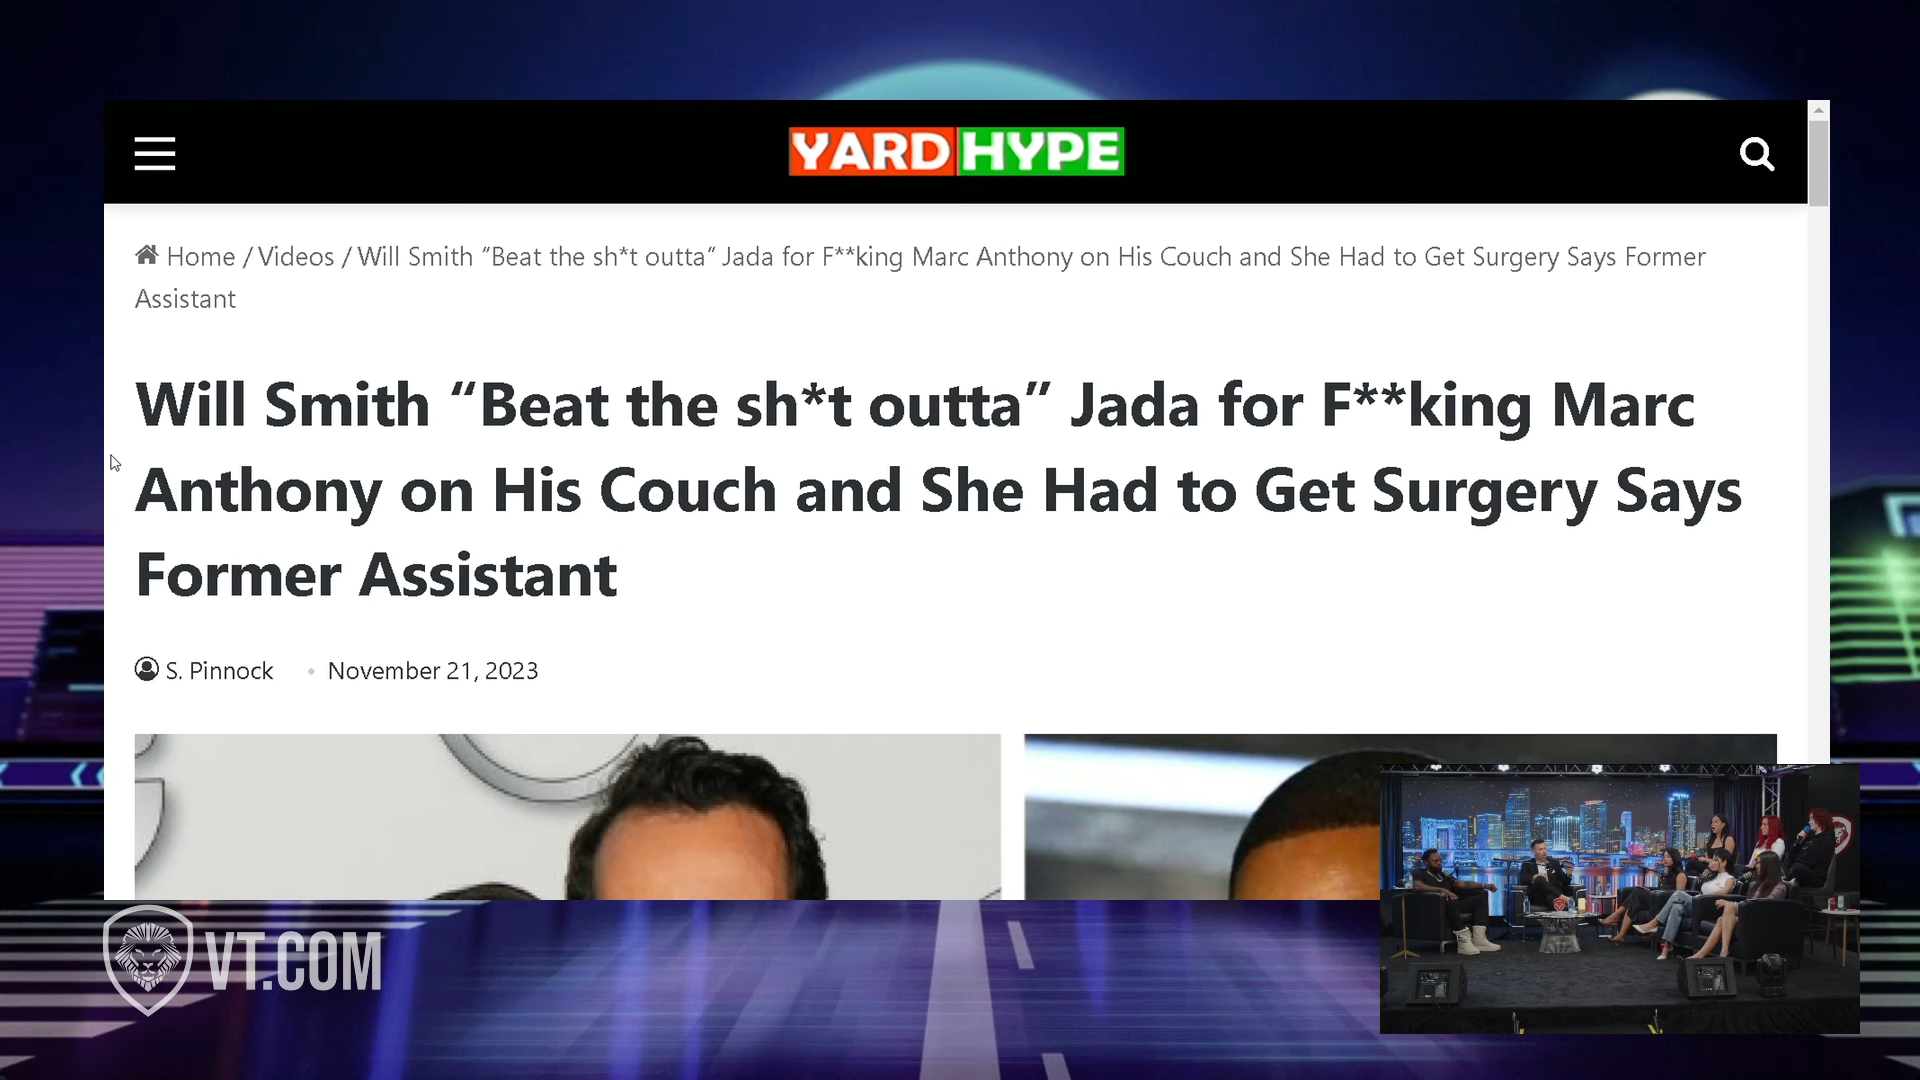 YARD HYPE
Home / Videos / Will Smith “Beat the sh*t outta” Jada for F**king Marc Anthony on His Couch and She Had to Get Surgery Says Former
Assistant
Will Smith “Beat the sh*t outta” Jada for F**king Marc
Anthony on His Couch and She Had to Get Surgery Says
Former Assistant
S. Pinnock • November 21, 2023
VT.COM